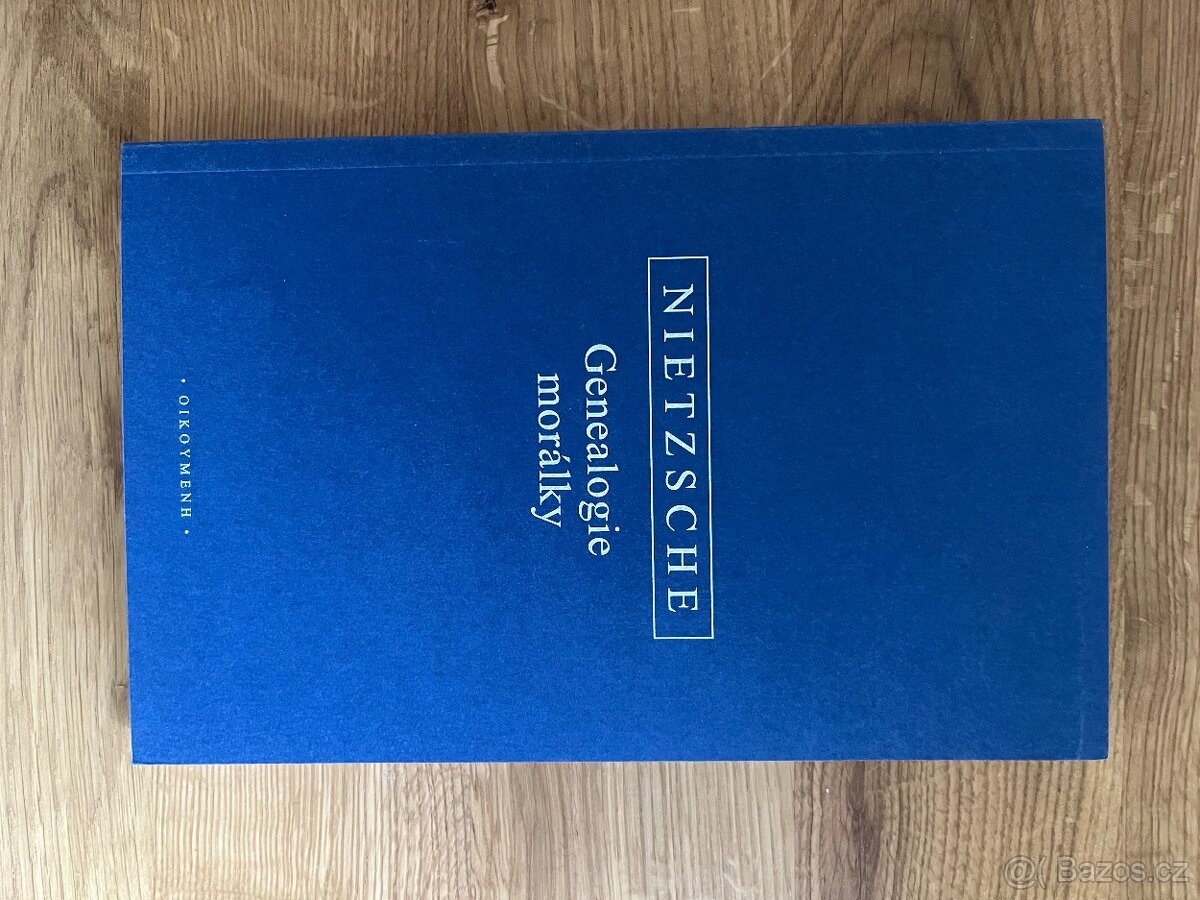 NIETZSCHE
Genealogie
morálky
• OIKOYMENH •
@( Bazos.cz